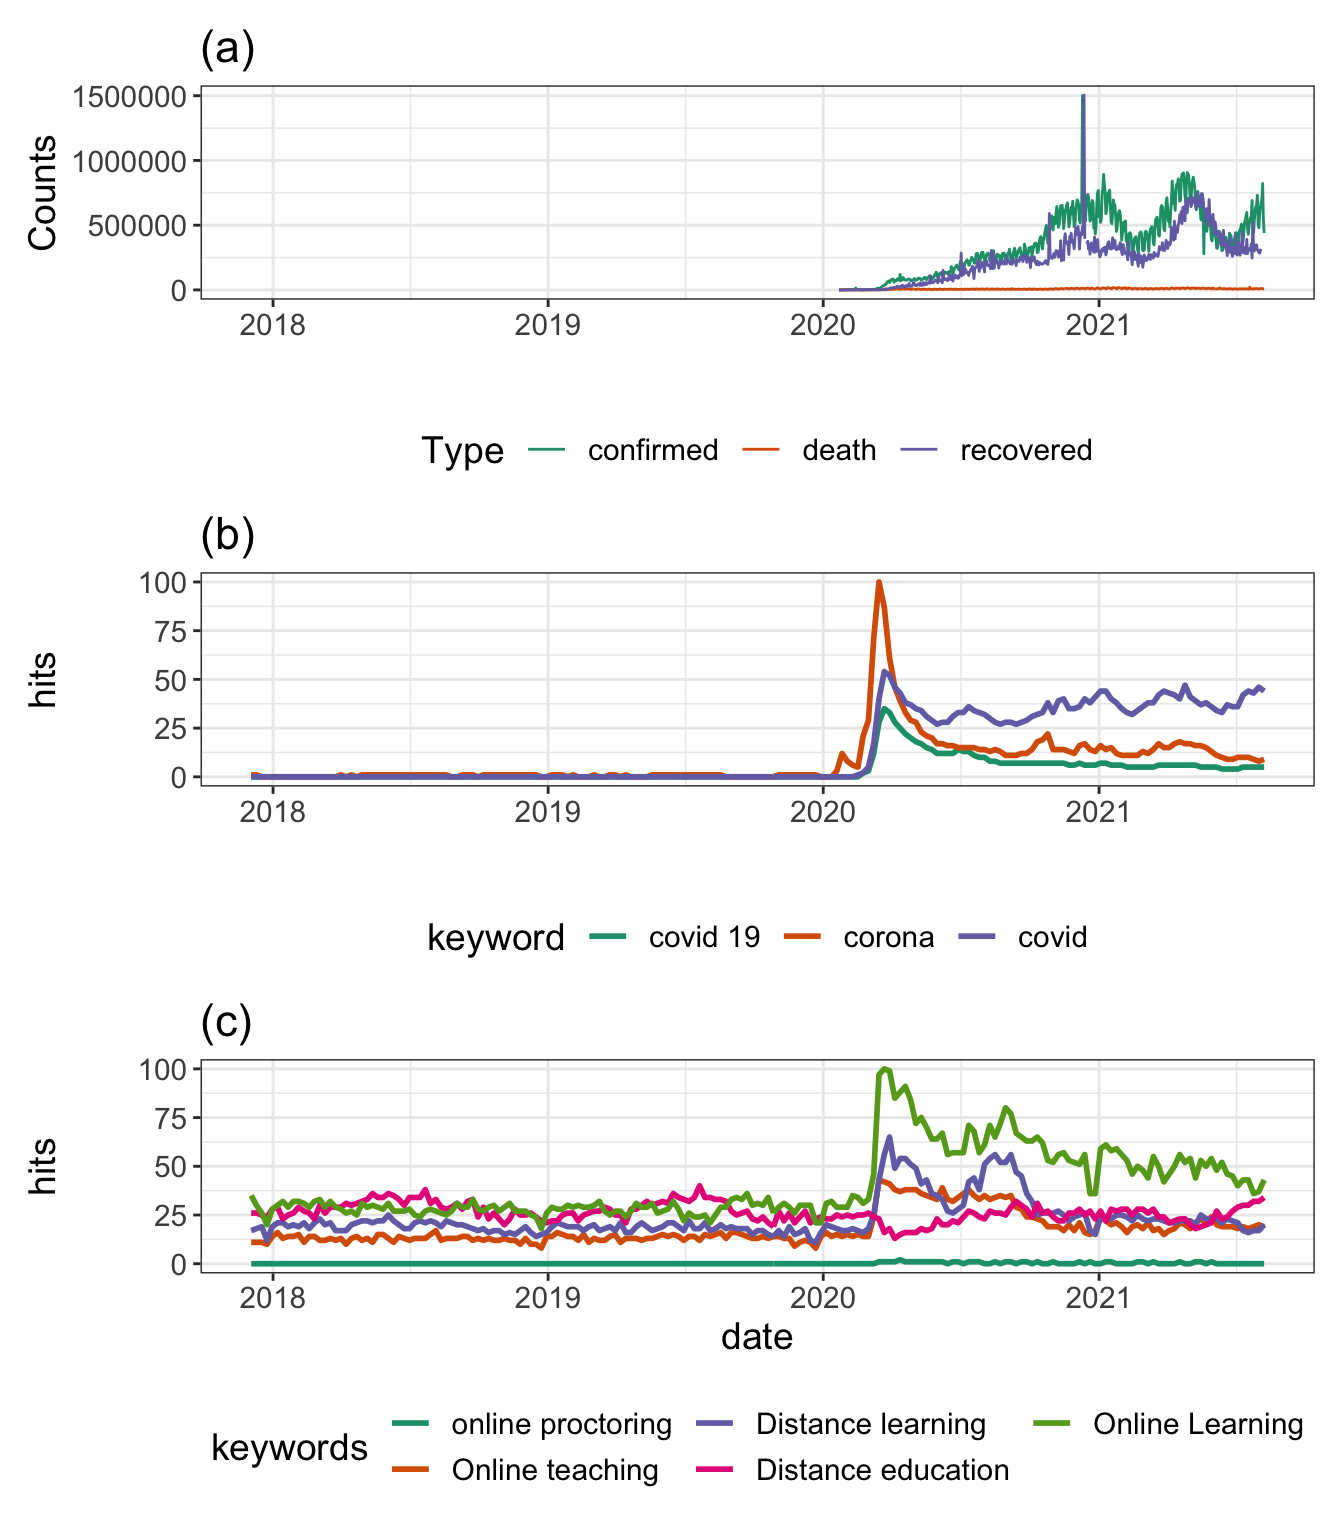 (a)
Counts
1500000
1000000
500000
0
2018 2019 2020 2021
Type confirmed death recovered
(b)
hits
100
75
50
25
0
2018 2019 2020 2021
keyword covid 19 corona covid
(c)
hits
100
75
50
25
0
2018 2019 2020 2021
date
keywords
online proctoring Distance learning Online Learning
Online teaching Distance education